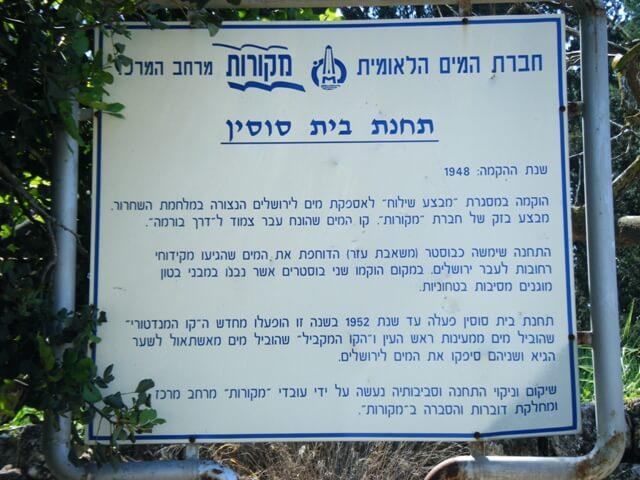 חברת המים הלאומית מקורות מרחב המרכז
תחנת בית סוסין
שנת ההקמה: 1948
הוקמה במסגרת "מבצע שילוח" לאספקת מים לירושלים הנצורה במלחמת השחרור.
מבצע בזק של חברת "מקורות". קו המים שהונח עבר צמוד ל"דרך בורמה".
התחנה שימשה כבוסטר (משאבת עזר) הדוחפת את המים שהגיעו מקידוחי
רחובות לעבר ירושלים. במקום הוקמו שני בוסטרים אשר נבנו במבני בטון
מוגנים מסיבות בטחוניות.
תחנת בית סוסין פעלה עד שנת 1952 בשנה זו הופעלו מחדש ה"קו המנדטורי"
שהוביל מים ממעינות ראש העין ו"הקו המקביל" שהוביל מים מאשתאול לשער
הגיא ושניהם סיפקו את המים לירושלים.
שיקום וניקוי התחנה וסביבותיה נעשה על ידי עובדי "מקורות" מרחב מרכז
ומחלקת דוברות והסברה ב"מקורות".